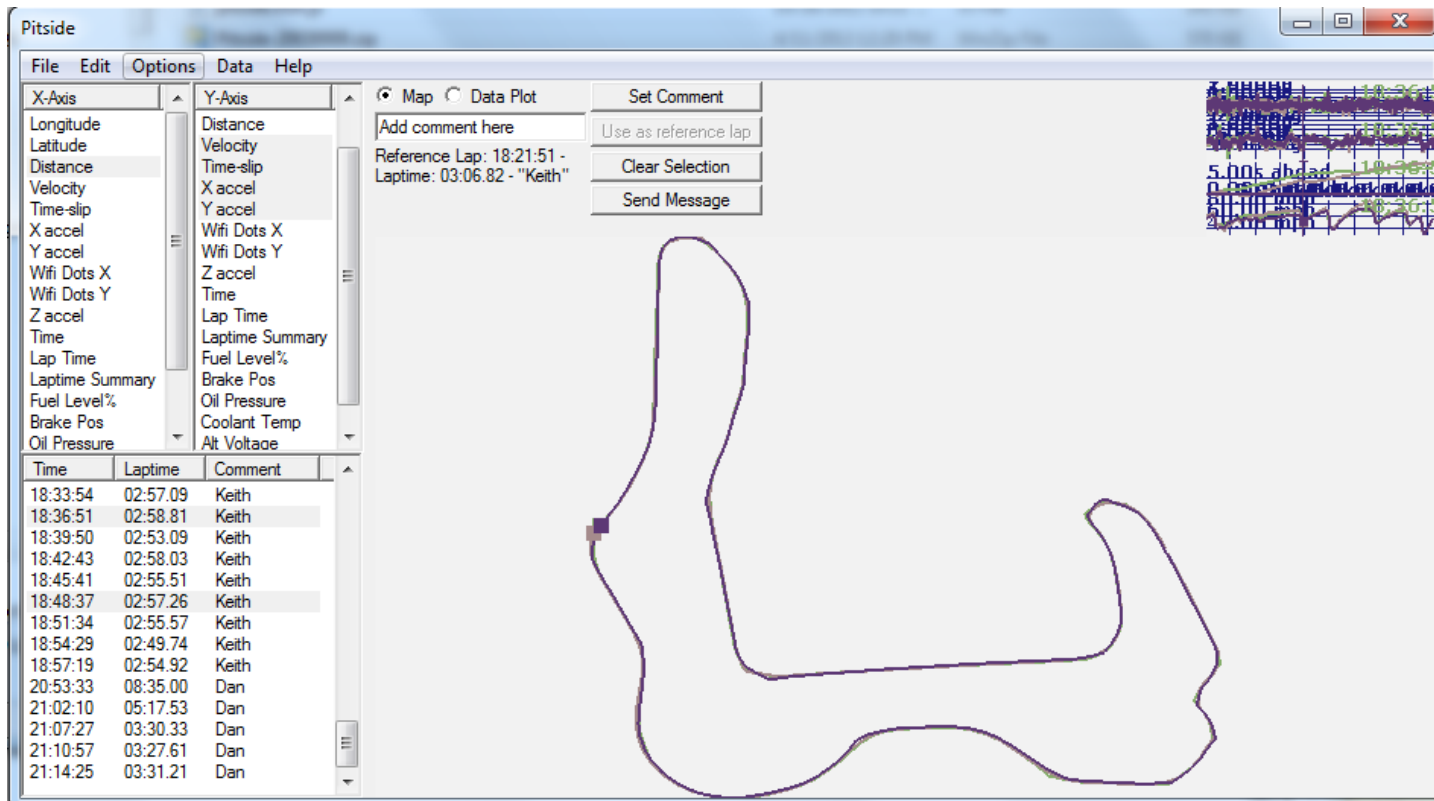 Pitside
File Edit Options Data Help
X-Axis
Longitude
Latitude
Distance
Velocity
Time-slip
X accel
Y accel
Wifi Dots X
Wifi Dots Y
Z accel
Time
Lap Time
Laptime Summary
Fuel Level%
Brake Pos
Oil Pressure
Y-Axis
Distance
Velocity
Time-slip
X accel
Y accel
Wifi Dots X
Wifi Dots Y
Z accel
Time
Lap Time
Laptime Summary
Fuel Level%
Brake Pos
Oil Pressure
Coolant Temp
Alt Voltage
Map Data Plot
Add comment here
Reference Lap: 18:21:51 -
Laptime: 03:06.82 - "Keith"
Set Comment
Use as reference lap
Clear Selection
Send Message
5.00s ahead
Time Laptime Comment
18:33:54 02:57.09 Keith
18:36:51 02:58.81 Keith
18:39:50 02:53.09 Keith
18:42:43 02:58.03 Keith
18:45:41 02:55.51 Keith
18:48:37 02:57.26 Keith
18:51:34 02:55.57 Keith
18:54:29 02:49.74 Keith
18:57:19 02:54.92 Keith
20:53:33 08:35.00 Dan
21:02:10 05:17.53 Dan
21:07:27 03:30.33 Dan
21:10:57 03:27.61 Dan
21:14:25 03:31.21 Dan